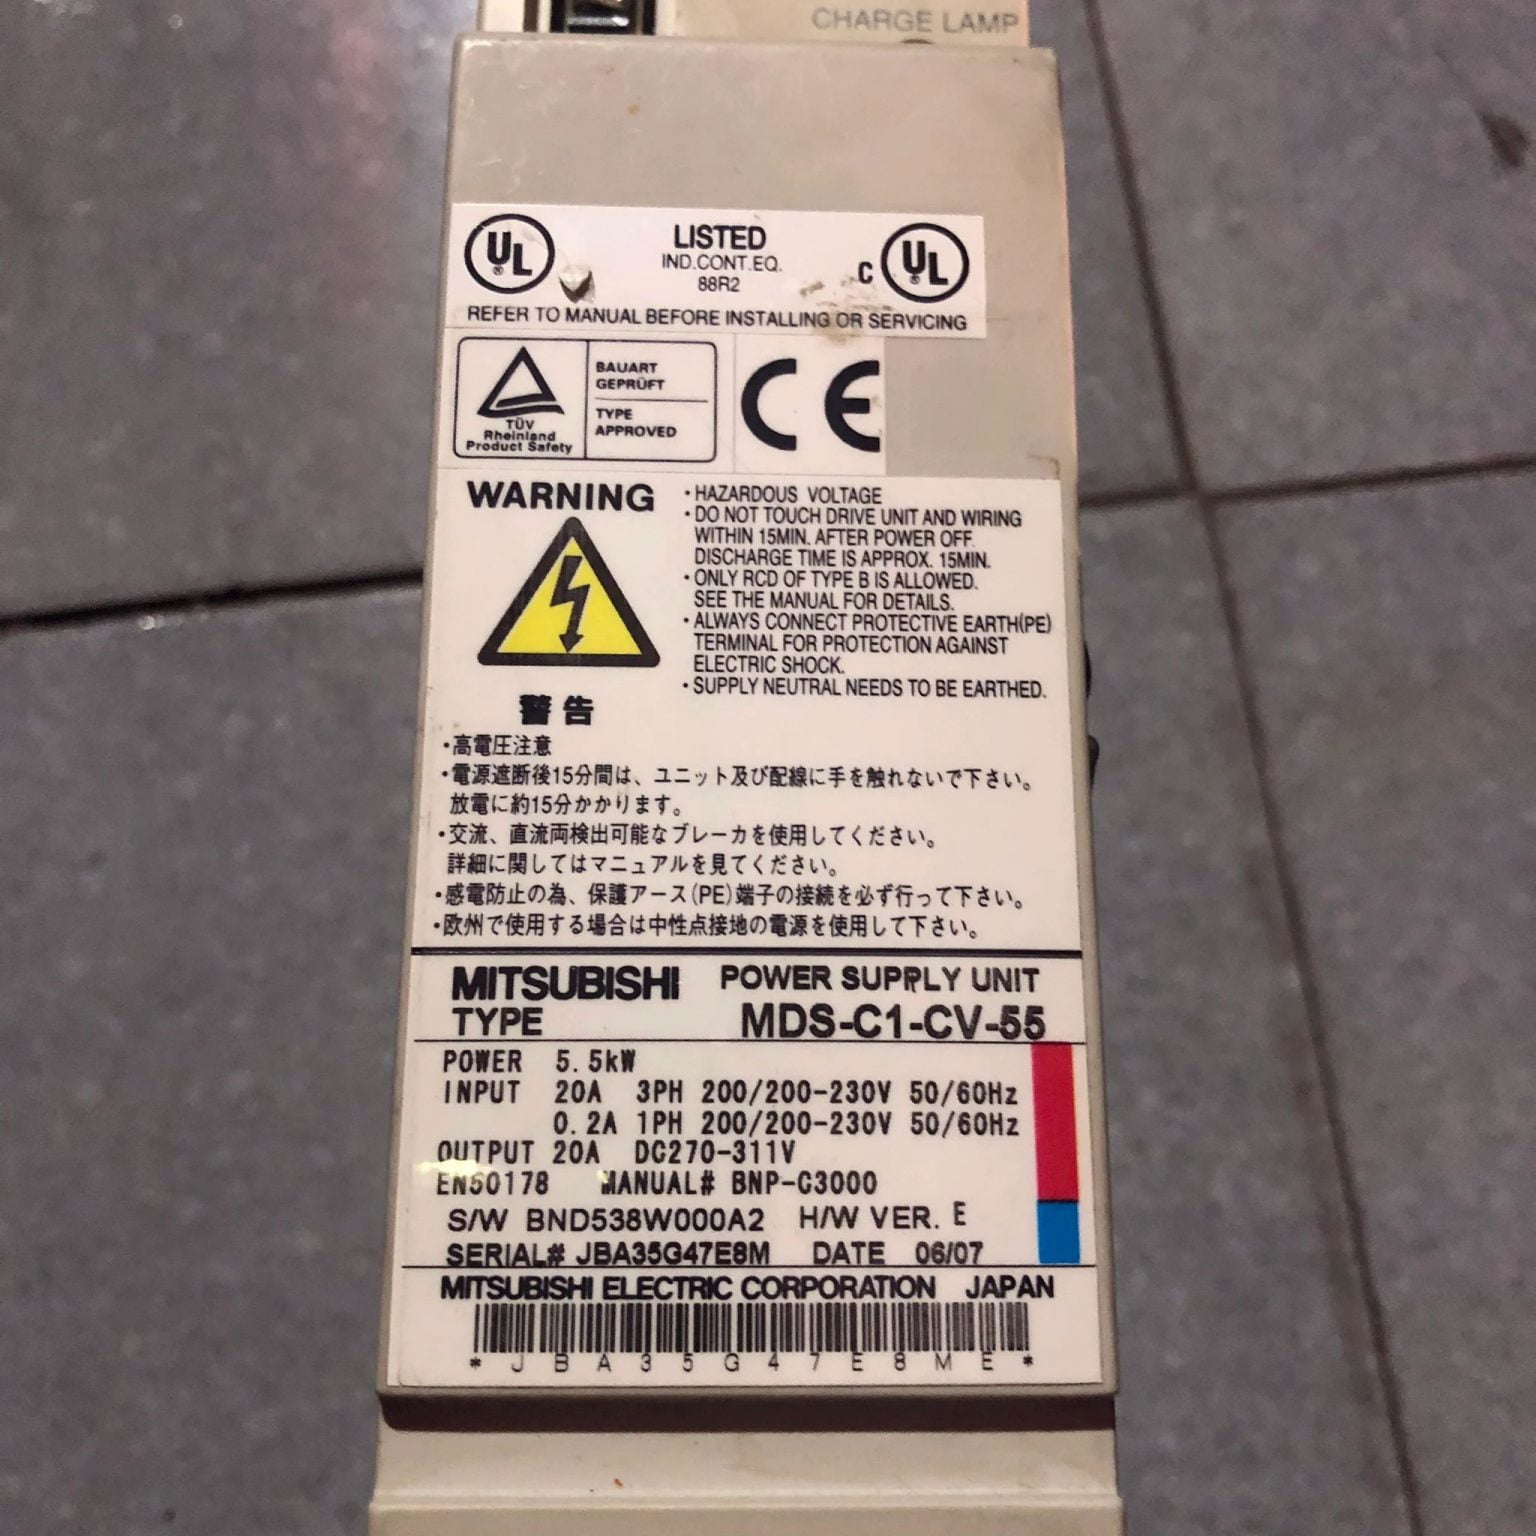 CHARGE LAMP
UL LISTED C UL
IND.CONT.EQ.
88R2
REFER TO MANUAL BEFORE INSTALLING OR SERVICING
BAUART
GEPRÜFT
TYPE
APPROVED
TÜV
Rheinland
Product Safety
CE
WARNING
・HAZARDOUS VOLTAGE
・DO NOT TOUCH DRIVE UNIT AND WIRING
WITHIN 15MIN. AFTER POWER OFF.
DISCHARGE TIME IS APPROX. 15MIN.
・ONLY RCD OF TYPE B IS ALLOWED.
SEE THE MANUAL FOR DETAILS.
・ALWAYS CONNECT PROTECTIVE EARTH(PE)
TERMINAL FOR PROTECTION AGAINST
ELECTRIC SHOCK.
・SUPPLY NEUTRAL NEEDS TO BE EARTHED.
警告
・高電圧注意
・電源遮断後15分間は、ユニット及び配線に手を触れないで下さい。
放電に約15分かかります。
・交流、直流両検出可能なブレーカを使用してください。
詳細に関してはマニュアルを見てください。
・感電防止の為、保護アース(PE)端子の接続を必ず行って下さい。
・欧州で使用する場合は中性点接地の電源を使用して下さい。
MITSUBISHI POWER SUPPLY UNIT
TYPE MDS-C1-CV-55
POWER 5.5kW
INPUT 20A 3PH 200/200-230V 50/60Hz
0.2A 1PH 200/200-230V 50/60Hz
OUTPUT 20A DC270-311V
EN50178 MANUAL# BNP-C3000
S/W BND538W000A2 H/W VER. E
SERIAL# JBA35G47E8M DATE 06/07
MITSUBISHI ELECTRIC CORPORATION JAPAN
*JBA35G47E8ME*